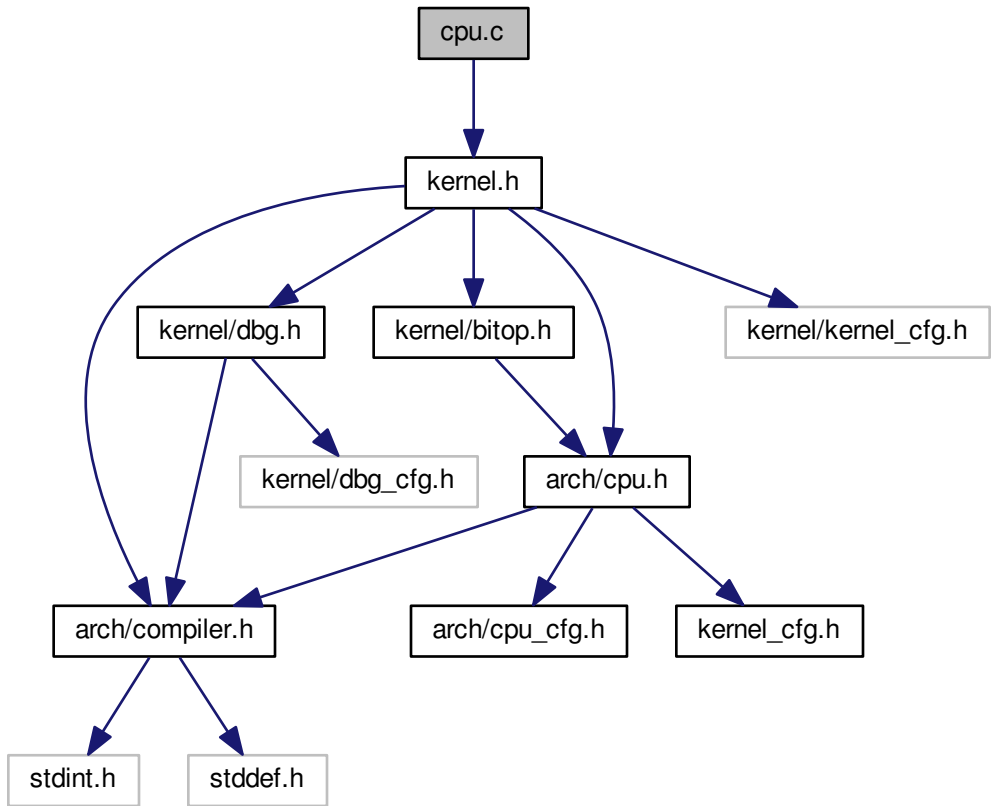 cpu.c
kernel.h
kernel/dbg.h
kernel/bitop.h
kernel/kernel_cfg.h
kernel/dbg_cfg.h
arch/cpu.h
arch/compiler.h
arch/cpu_cfg.h
kernel_cfg.h
stdint.h
stddef.h